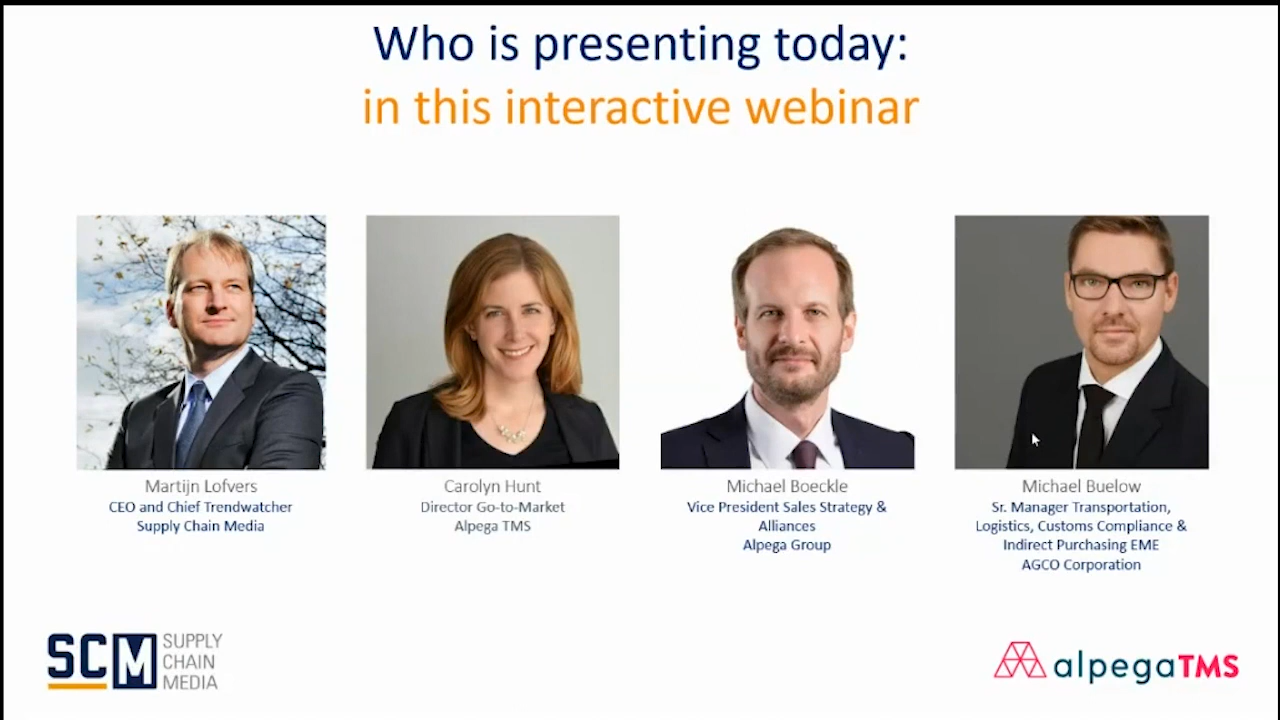 Who is presenting today:
in this interactive webinar
Martijn Lofvers
CEO and Chief Trendwatcher
Supply Chain Media
Carolyn Hunt
Director Go-to-Market
Alpega TMS
Michael Boeckle
Vice President Sales Strategy &
Alliances
Alpega Group
Michael Buelow
Sr. Manager Transportation,
Logistics, Customs Compliance &
Indirect Purchasing EME
AGCO Corporation
SCM
SUPPLY
CHAIN
MEDIA
alpegaTMS